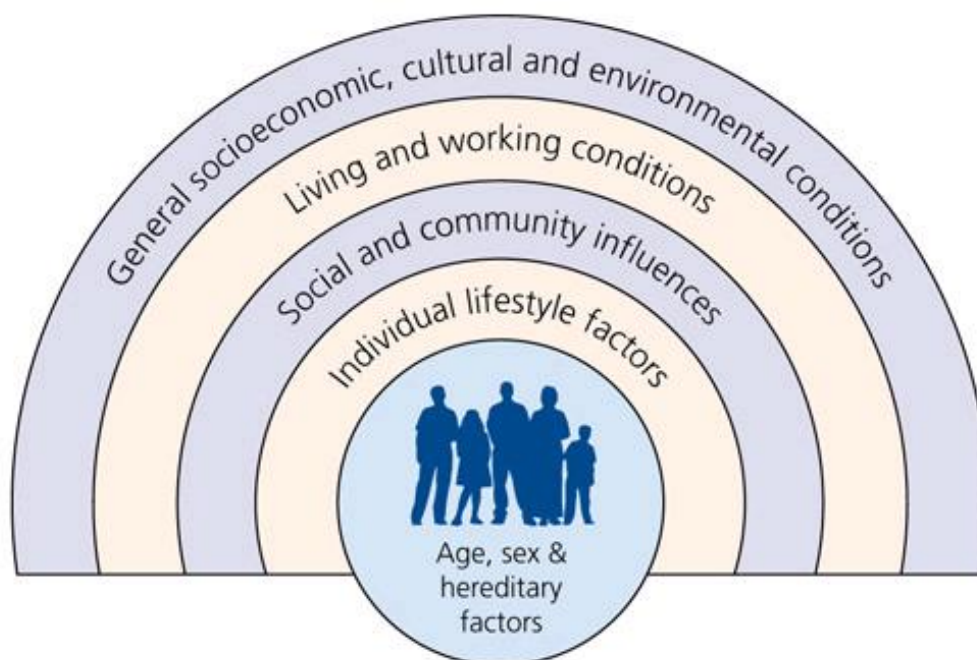 General socioeconomic, cultural and environmental conditions
Living and working conditions
Social and community influences
Individual lifestyle factors
Age, sex &
hereditary
factors